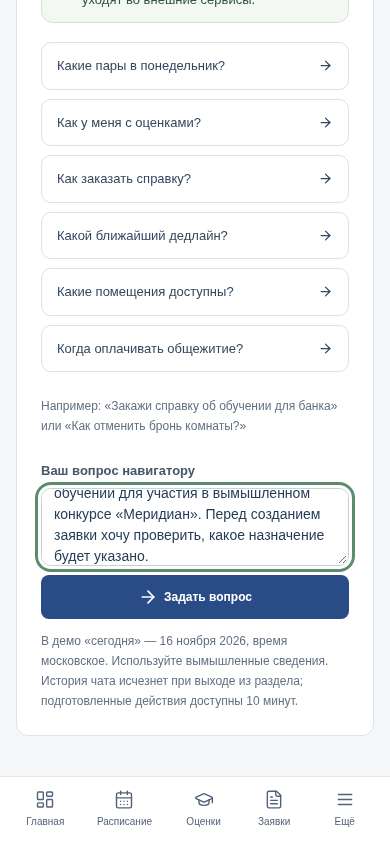 уходят во внешние сервисы.
Какие пары в понедельник?
Как у меня с оценками?
Как заказать справку?
Какой ближайший дедлайн?
Какие помещения доступны?
Когда оплачивать общежитие?
Например: «Закажи справку об обучении для банка»
или «Как отменить бронь комнаты?»
Ваш вопрос навигатору
обучении для участия в вымышленном
конкурсе «Меридиан». Перед созданием
заявки хочу проверить, какое назначение
будет указано.
Задать вопрос
В демо «сегодня» — 16 ноября 2026, время
московское. Используйте вымышленные сведения.
История чата исчезнет при выходе из раздела;
подготовленные действия доступны 10 минут.
Главная Расписание Оценки Заявки Ещё